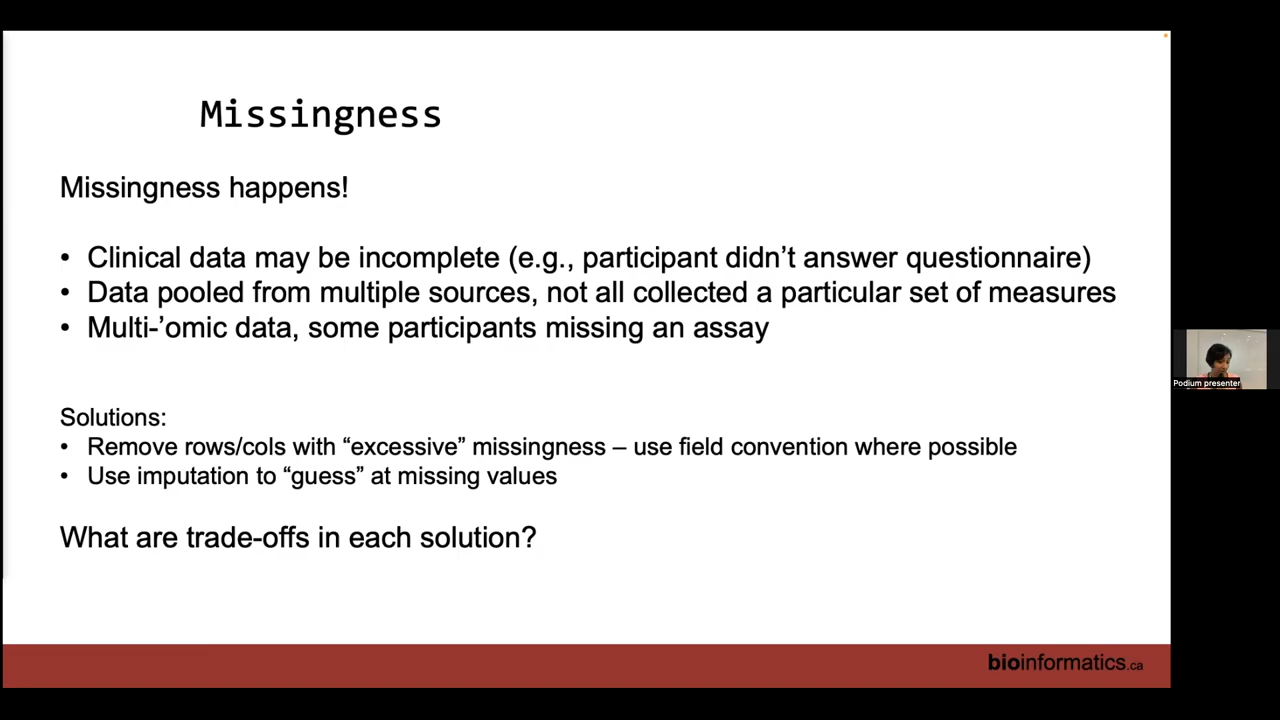 Missingness
Missingness happens!
• Clinical data may be incomplete (e.g., participant didn’t answer questionnaire)
• Data pooled from multiple sources, not all collected a particular set of measures
• Multi-’omic data, some participants missing an assay
Solutions:
• Remove rows/cols with “excessive” missingness – use field convention where possible
• Use imputation to “guess” at missing values
What are trade-offs in each solution?
bioinformatics.ca
Podium presenter